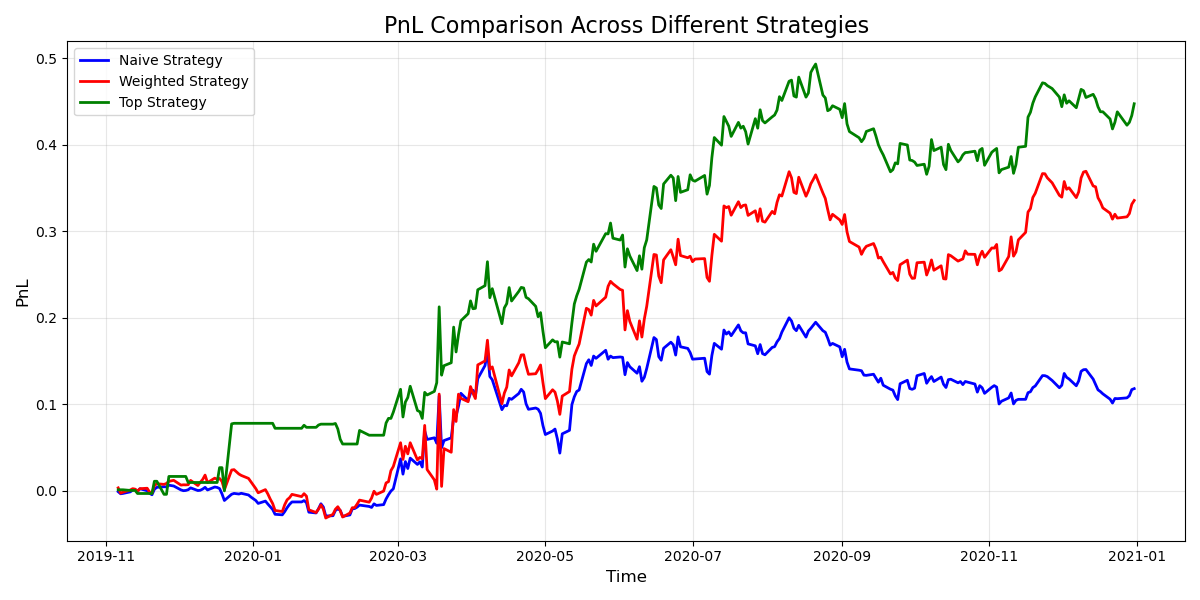 PnL Comparison Across Different Strategies
Naive Strategy
Weighted Strategy
Top Strategy
PnL
0.5
0.4
0.3
0.2
0.1
0.0
2019-11
2020-01
2020-03
2020-05
2020-07
2020-09
2020-11
2021-01
Time